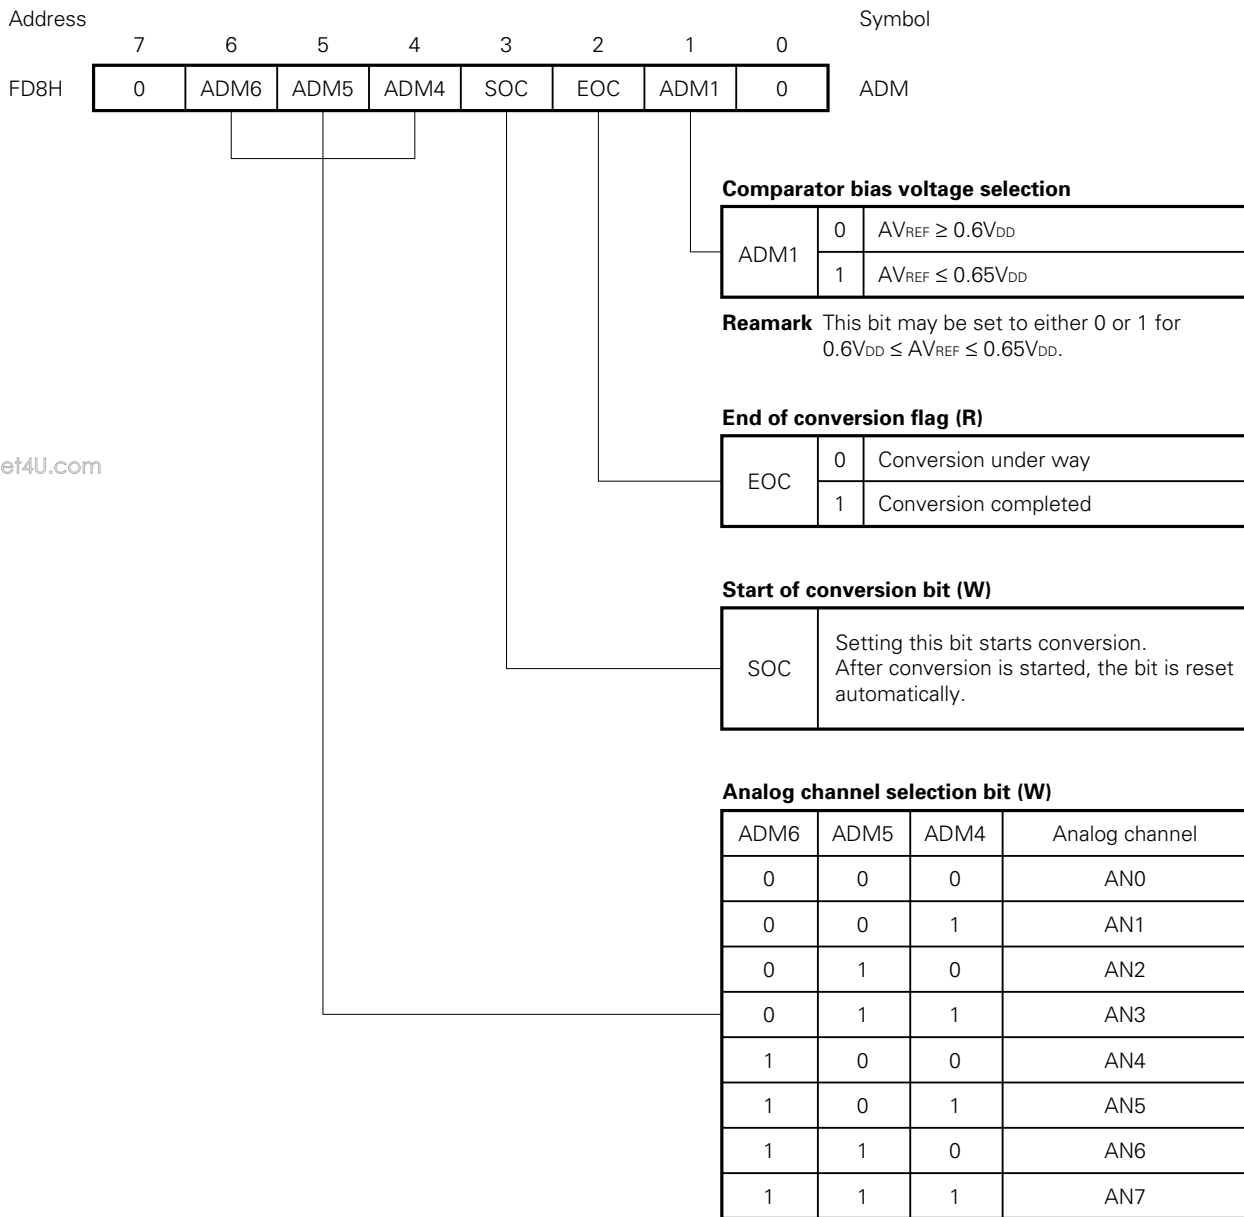 Address Symbol
7 6 5 4 3 2 1 0
FD8H 0 ADM6 ADM5 ADM4 SOC EOC ADM1 0 ADM
Comparator bias voltage selection
ADM1
0 AVREF ≥ 0.6VDD
1 AVREF ≤ 0.65VDD
Reamark This bit may be set to either 0 or 1 for
0.6VDD ≤ AVREF ≤ 0.65VDD.
End of conversion flag (R)
et4U.com
EOC
0 Conversion under way
1 Conversion completed
Start of conversion bit (W)
SOC
Setting this bit starts conversion.
After conversion is started, the bit is reset
automatically.
Analog channel selection bit (W)
ADM6 ADM5 ADM4 Analog channel
0 0 0 AN0
0 0 1 AN1
0 1 0 AN2
0 1 1 AN3
1 0 0 AN4
1 0 1 AN5
1 1 0 AN6
1 1 1 AN7